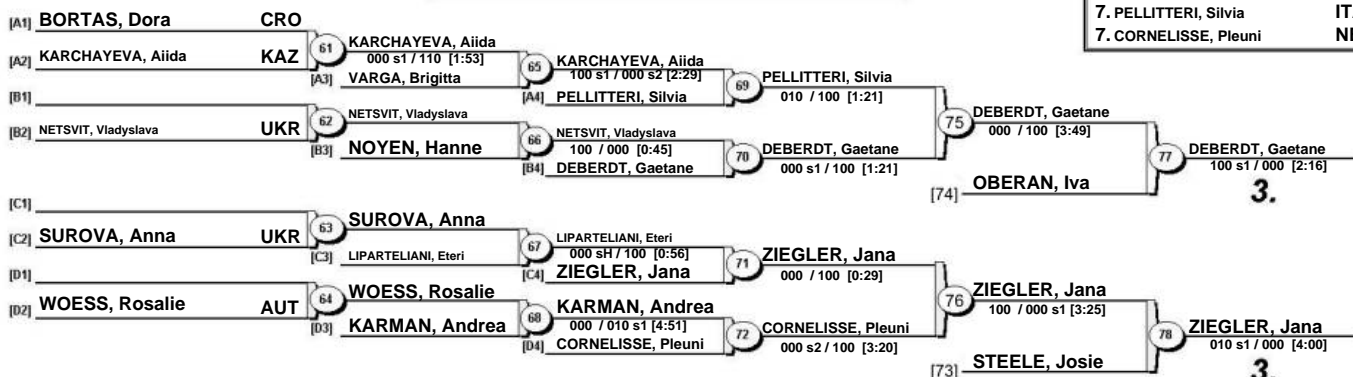 7. PELLITTERI, Silvia
7. CORNELISSE, Pleuni
[A1] BORTAS, Dora CRO
[A2] KARCHAYEVA, Aiida KAZ
61 KARCHAYEVA, Aiida
000 s1 / 110 [1:53]
[A3] VARGA, Brigitta
65 KARCHAYEVA, Aiida
100 s1 / 000 s2 [2:29]
[A4] PELLITTERI, Silvia
69 PELLITTERI, Silvia
010 / 100 [1:21]
[B1]
[B2] NETSVIT, Vladyslava UKR
62 NETSVIT, Vladyslava
[B3] NOYEN, Hanne
66 NETSVIT, Vladyslava
100 / 000 [0:45]
[B4] DEBERDT, Gaetane
70 DEBERDT, Gaetane
000 s1 / 100 [1:21]
75 DEBERDT, Gaetane
000 / 100 [3:49]
[74] OBERAN, Iva
77 DEBERDT, Gaetane
100 s1 / 000 [2:16]
3.
[C1]
[C2] SUROVA, Anna UKR
63 SUROVA, Anna
[C3] LIPARTELIANI, Eteri
67 LIPARTELIANI, Eteri
000 sH / 100 [0:56]
[C4] ZIEGLER, Jana
71 ZIEGLER, Jana
000 / 100 [0:29]
[D1]
[D2] WOESS, Rosalie AUT
64 WOESS, Rosalie
[D3] KARMAN, Andrea
68 KARMAN, Andrea
000 / 010 s1 [4:51]
[D4] CORNELISSE, Pleuni
72 CORNELISSE, Pleuni
000 s2 / 100 [3:20]
76 ZIEGLER, Jana
100 / 000 s1 [3:25]
[73] STEELE, Josie
78 ZIEGLER, Jana
010 s1 / 000 [4:00]
3.